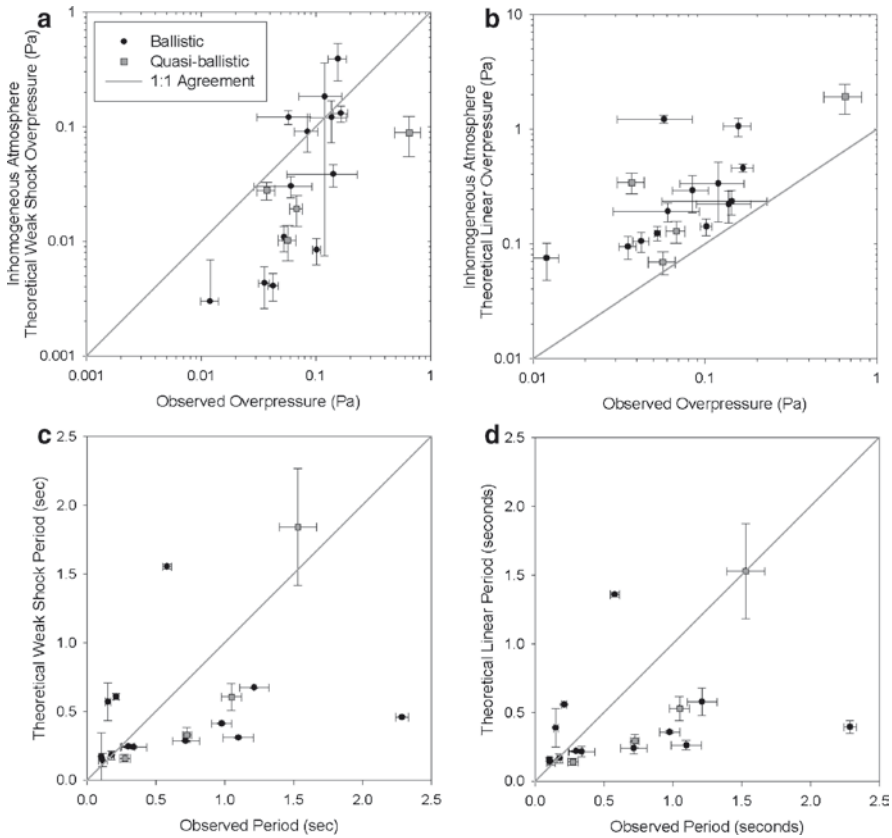 a
Inhomogeneous Atmosphere
Theoretical Weak Shock Overpressure (Pa)
1
0.1
0.01
0.001
Ballistic
Quasi-ballistic
1:1 Agreement
0.001
0.01
0.1
1
Observed Overpressure (Pa)
b
Inhomogeneous Atmosphere
Theoretical Linear Overpressure (Pa)
10
1
0.1
0.01
0.01
0.1
1
Observed Overpressure (Pa)
c
Theoretical Weak Shock Period (sec)
2.5
2.0
1.5
1.0
0.5
0.0
0.0
0.5
1.0
1.5
2.0
2.5
Observed Period (sec)
d
Theoretical Linear Period (seconds)
2.5
2.0
1.5
1.0
0.5
0.0
0.0
0.5
1.0
1.5
2.0
2.5
Observed Period (seconds)